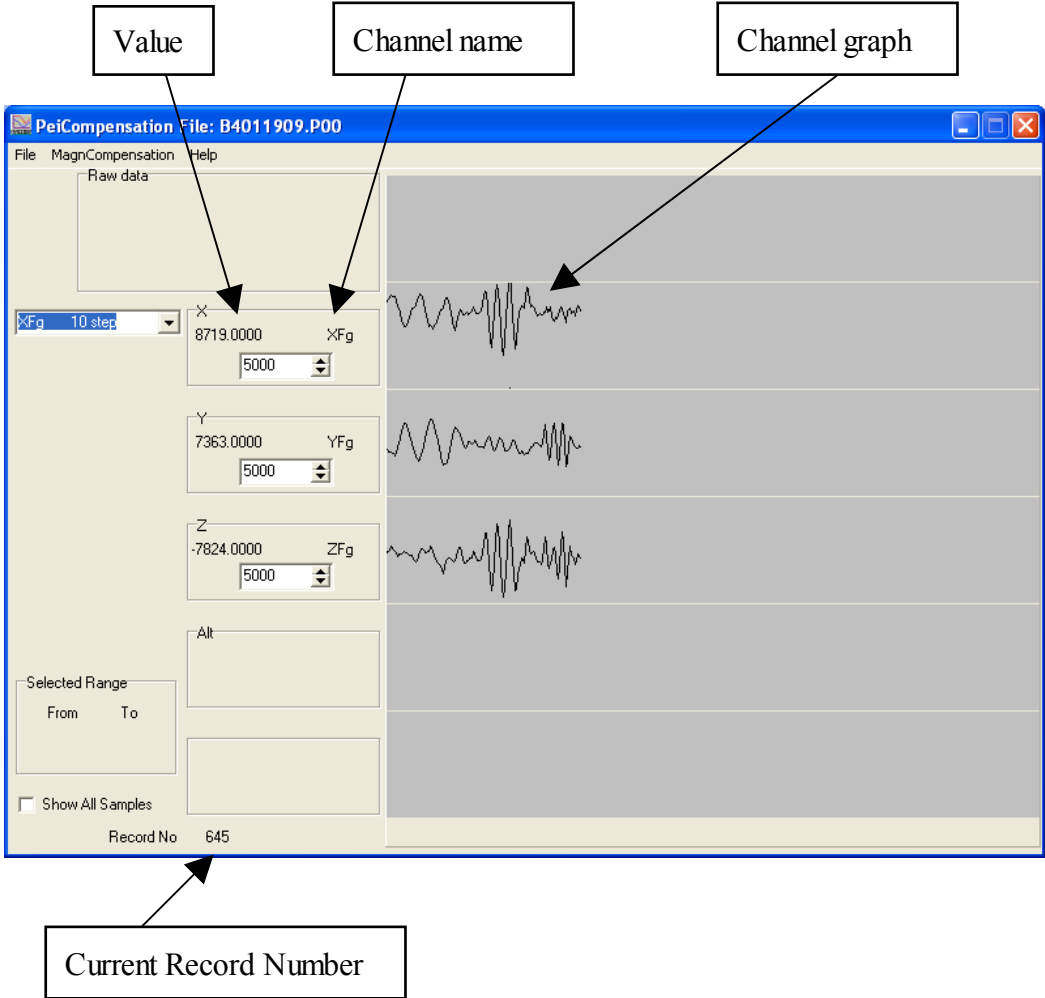 Value
Channel name
Channel graph
PeiCompensation File: B4011909.P00
File MagnCompensation Help
Raw data
XFg 10 step
X
8719.0000 XFg
5000
Y
7363.0000 YFg
5000
Z
-7824.0000 ZFg
5000
Alt
Selected Range
From To
Show All Samples
Record No 645
Current Record Number